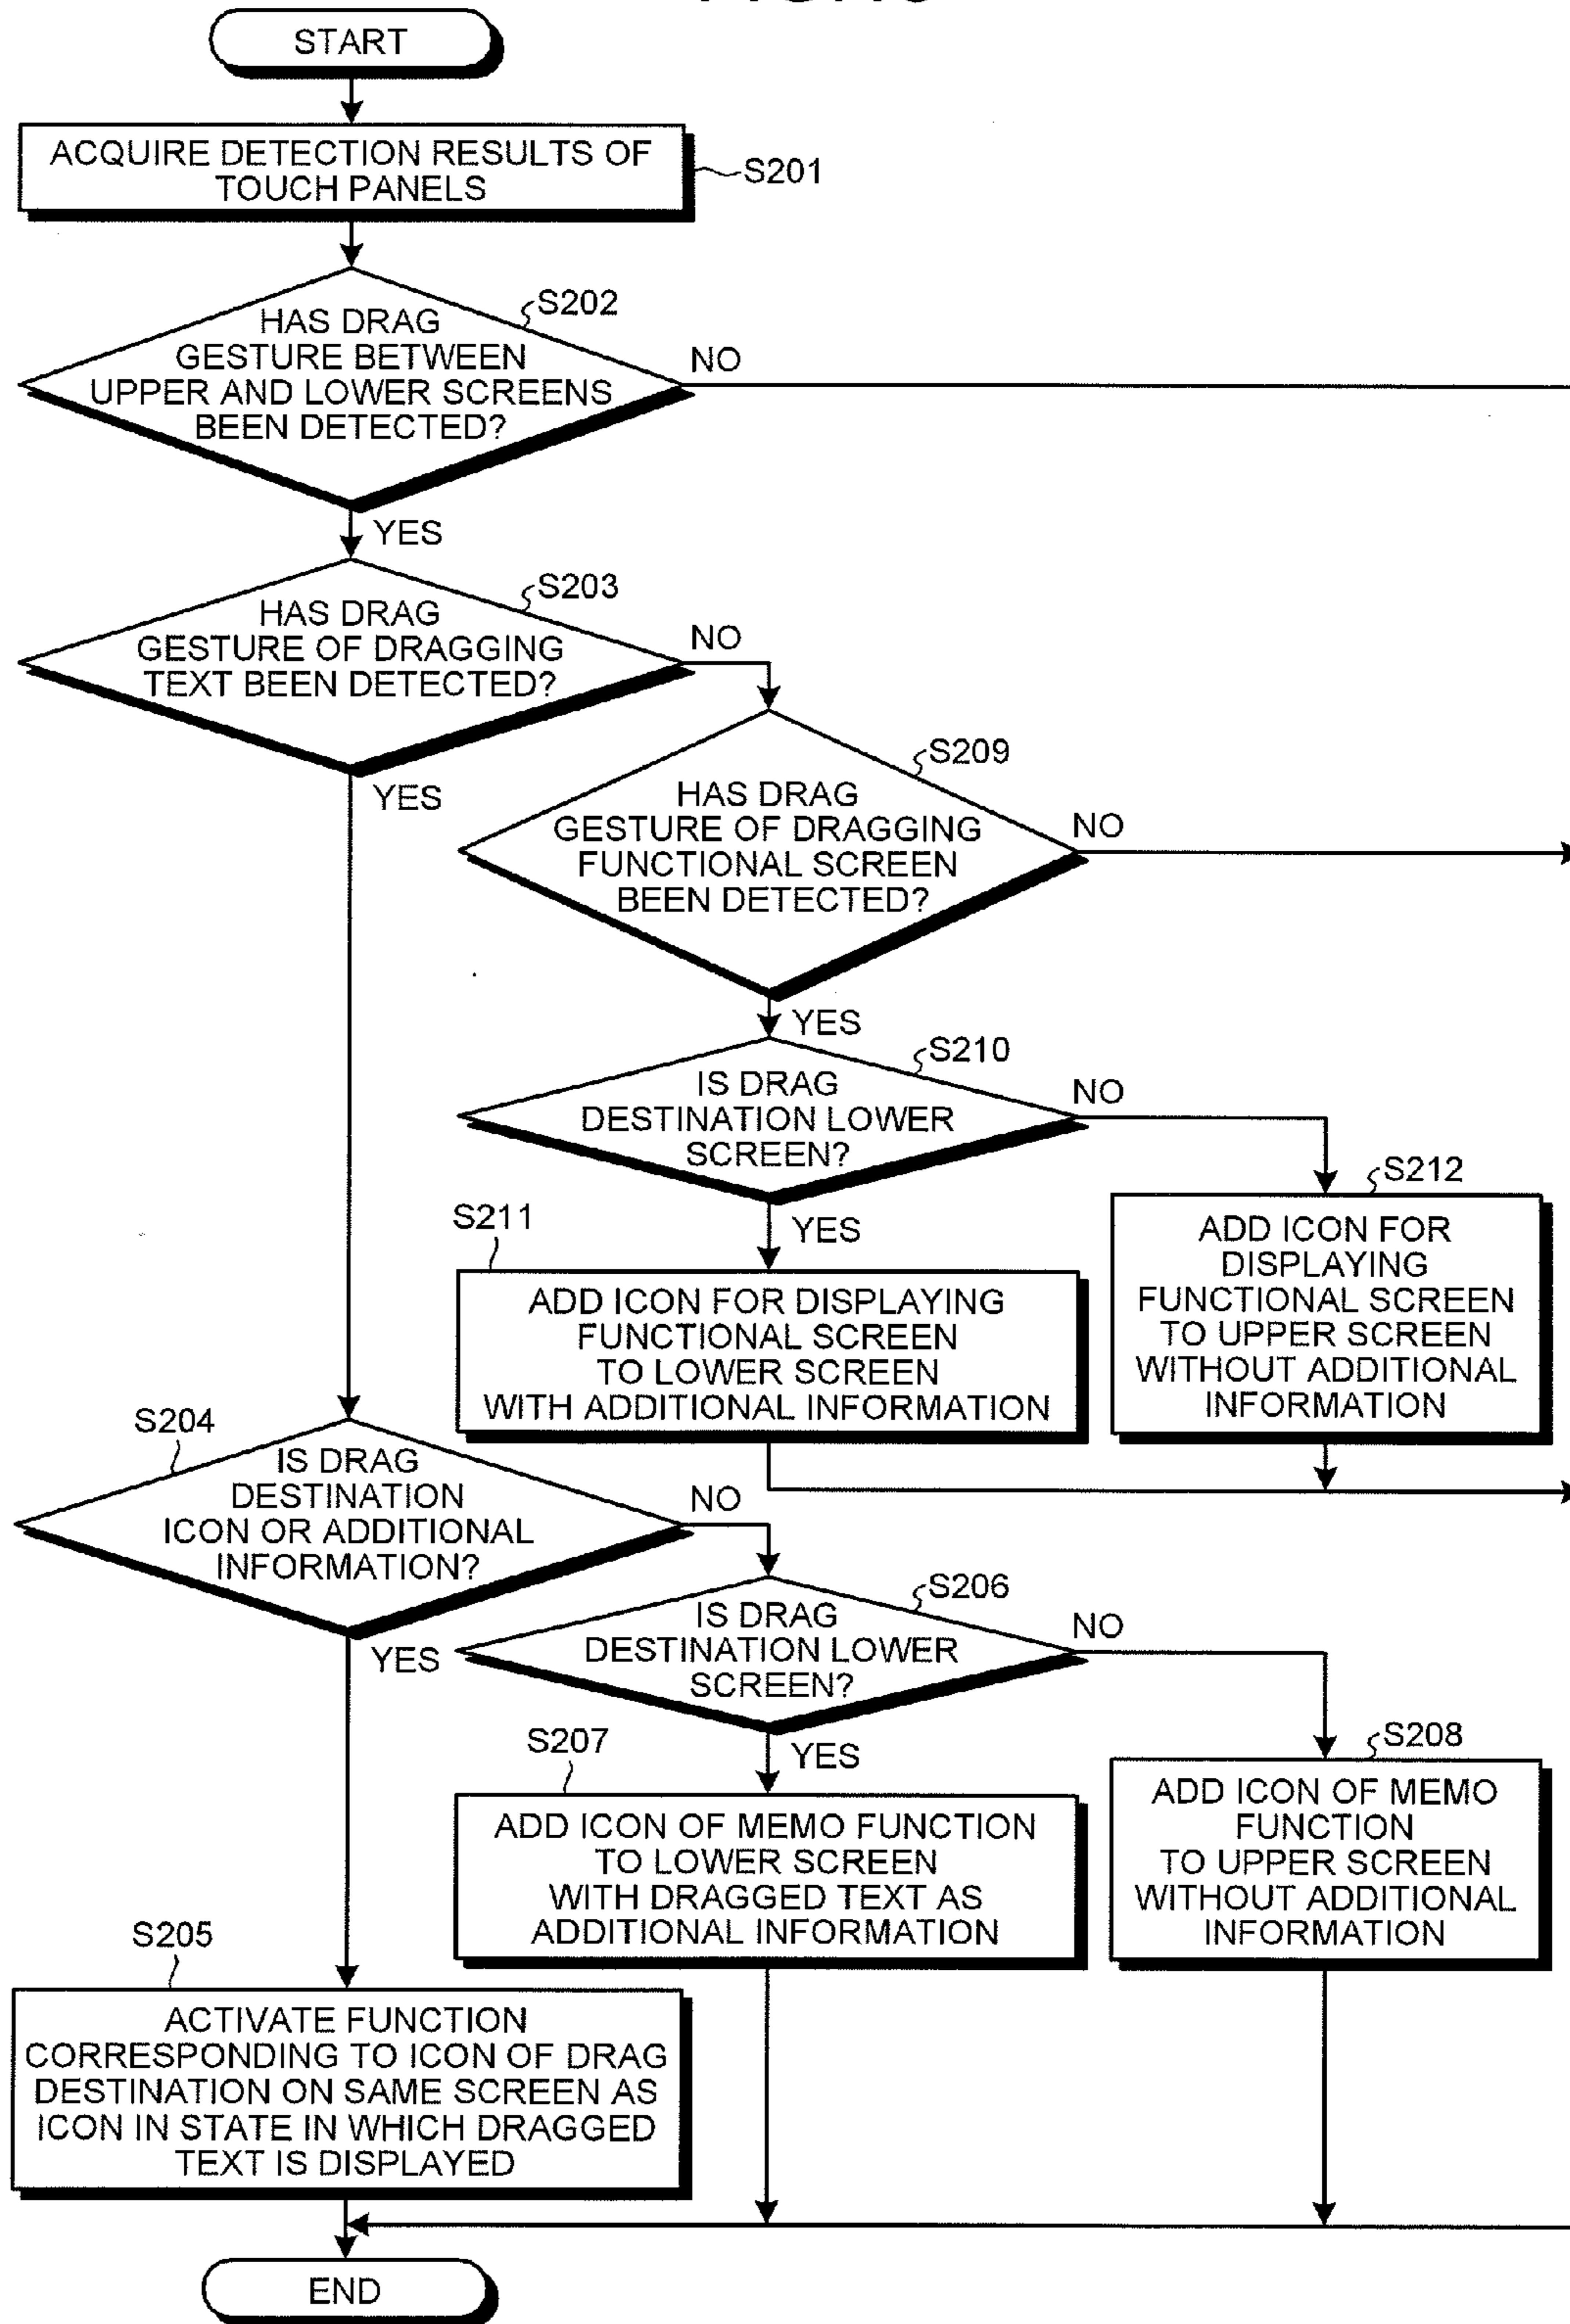 START
ACQUIRE DETECTION RESULTS OF
TOUCH PANELS
S201
S202
HAS DRAG
GESTURE BETWEEN
UPPER AND LOWER SCREENS
BEEN DETECTED?
NO
YES
S203
HAS DRAG
GESTURE OF DRAGGING
TEXT BEEN DETECTED?
NO
YES
S209
HAS DRAG
GESTURE OF DRAGGING
FUNCTIONAL SCREEN
BEEN DETECTED?
NO
YES
S210
IS DRAG
DESTINATION LOWER
SCREEN?
NO
YES
S211
ADD ICON FOR DISPLAYING
FUNCTIONAL SCREEN
TO LOWER SCREEN
WITH ADDITIONAL INFORMATION
S212
ADD ICON FOR
DISPLAYING
FUNCTIONAL SCREEN
TO UPPER SCREEN
WITHOUT ADDITIONAL
INFORMATION
S204
IS DRAG
DESTINATION
ICON OR ADDITIONAL
INFORMATION?
NO
YES
S206
IS DRAG
DESTINATION LOWER
SCREEN?
NO
YES
S207
ADD ICON OF MEMO FUNCTION
TO LOWER SCREEN
WITH DRAGGED TEXT AS
ADDITIONAL INFORMATION
S208
ADD ICON OF MEMO
FUNCTION
TO UPPER SCREEN
WITHOUT ADDITIONAL
INFORMATION
S205
ACTIVATE FUNCTION
CORRESPONDING TO ICON OF DRAG
DESTINATION ON SAME SCREEN AS
ICON IN STATE IN WHICH DRAGGED
TEXT IS DISPLAYED
END